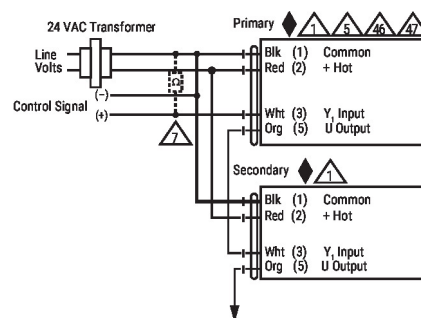 24 VAC Transformer
Primary 1 5 46 47
Line
Volts
Blk (1) Common
Red (2) + Hot
Ω
(–)
Control Signal
(+)
Wht (3) Y₁ Input
Org (5) U Output
7
Secondary 1
Blk (1) Common
Red (2) + Hot
Wht (3) Y₁ Input
Org (5) U Output